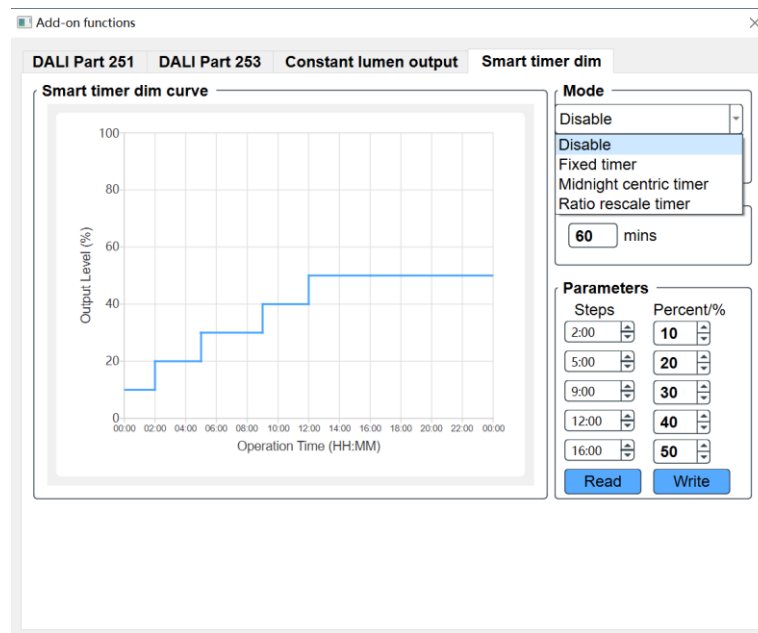 Add-on functions
DALI Part 251 DALI Part 253 Constant lumen output Smart timer dim
Smart timer dim curve
100
80
60
40
20
0
Output Level (%)
00:00 02:00 04:00 06:00 08:00 10:00 12:00 14:00 16:00 18:00 20:00 22:00 00:00
Operation Time (HH:MM)
Mode
Disable
Disable
Fixed timer
Midnight centric timer
Ratio rescale timer
60 mins
Parameters
Steps Percent/%
2:00 10
5:00 20
9:00 30
12:00 40
16:00 50
Read Write